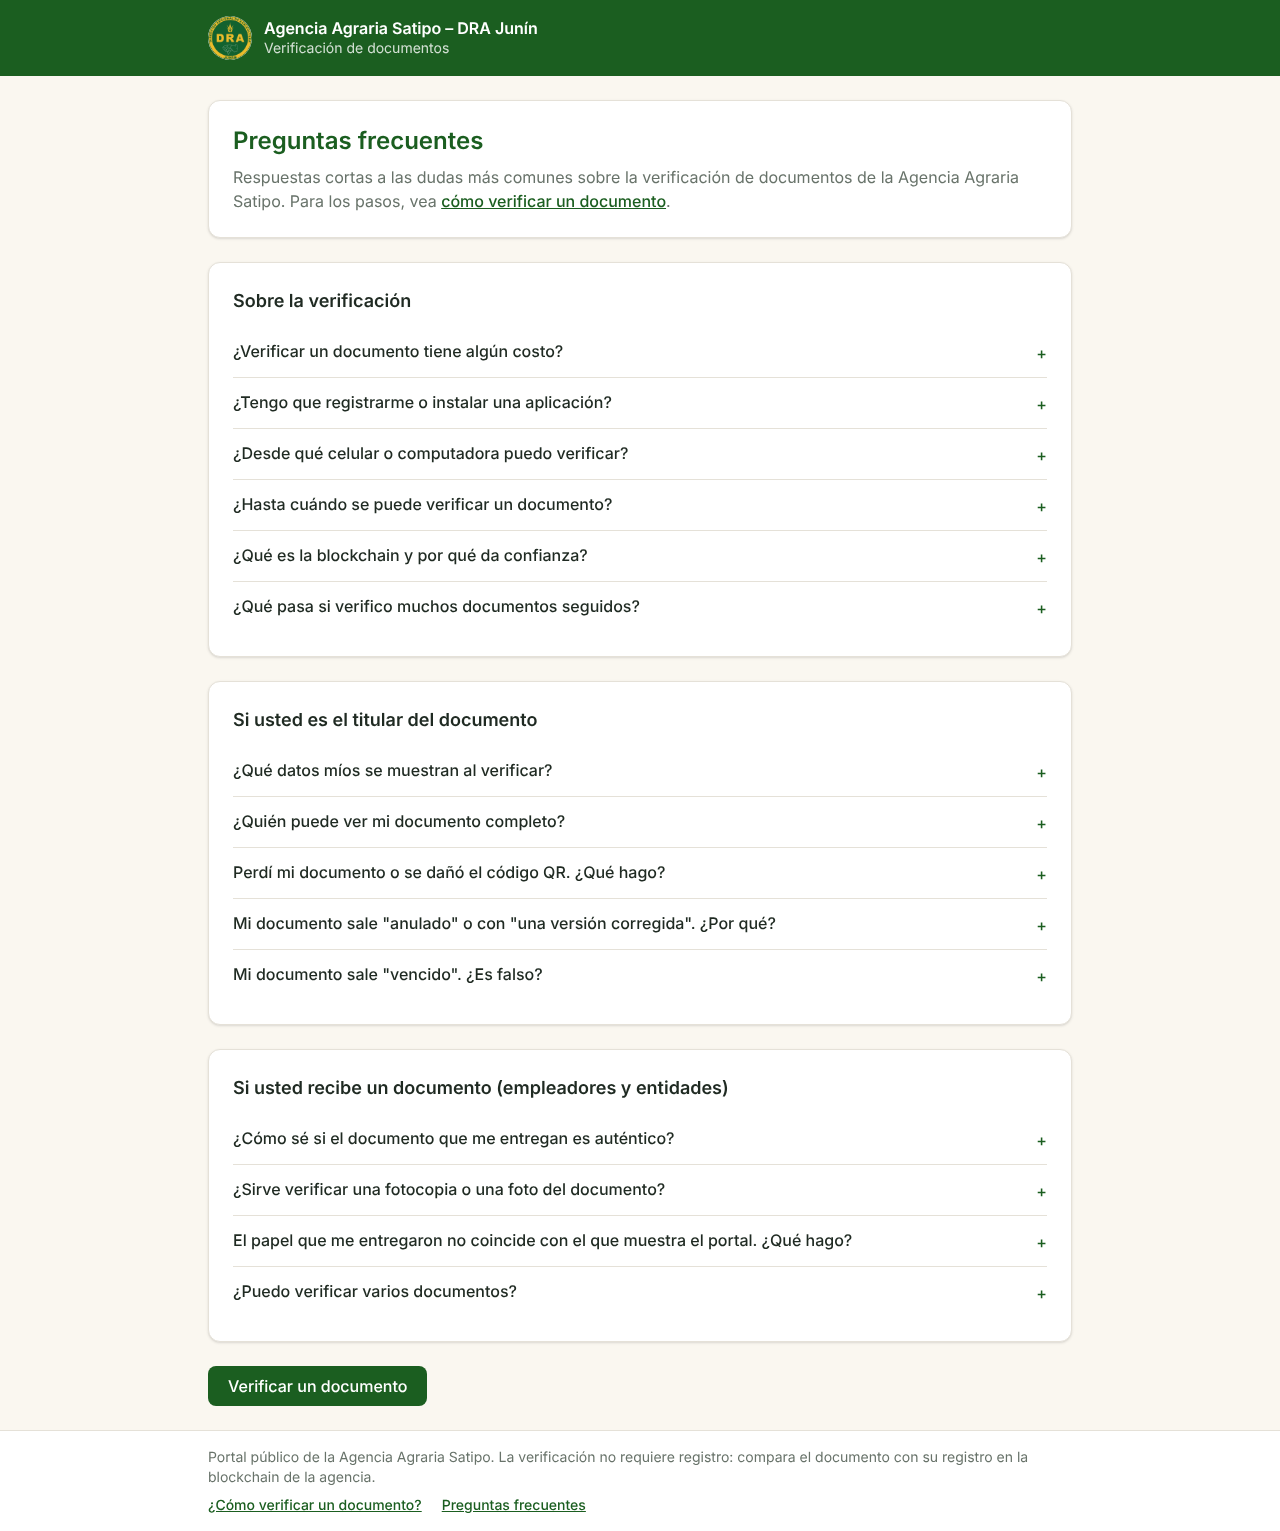 DRA
Agencia Agraria Satipo – DRA Junín
Verificación de documentos
Preguntas frecuentes
Respuestas cortas a las dudas más comunes sobre la verificación de documentos de la Agencia Agraria
Satipo. Para los pasos, vea cómo verificar un documento.
Sobre la verificación
¿Verificar un documento tiene algún costo? +
¿Tengo que registrarme o instalar una aplicación? +
¿Desde qué celular o computadora puedo verificar? +
¿Hasta cuándo se puede verificar un documento? +
¿Qué es la blockchain y por qué da confianza? +
¿Qué pasa si verifico muchos documentos seguidos? +
Si usted es el titular del documento
¿Qué datos míos se muestran al verificar? +
¿Quién puede ver mi documento completo? +
Perdí mi documento o se dañó el código QR. ¿Qué hago? +
Mi documento sale "anulado" o con "una versión corregida". ¿Por qué? +
Mi documento sale "vencido". ¿Es falso? +
Si usted recibe un documento (empleadores y entidades)
¿Cómo sé si el documento que me entregan es auténtico? +
¿Sirve verificar una fotocopia o una foto del documento? +
El papel que me entregaron no coincide con el que muestra el portal. ¿Qué hago? +
¿Puedo verificar varios documentos? +
Verificar un documento
Portal público de la Agencia Agraria Satipo. La verificación no requiere registro: compara el documento con su registro en la
blockchain de la agencia.
¿Cómo verificar un documento? Preguntas frecuentes